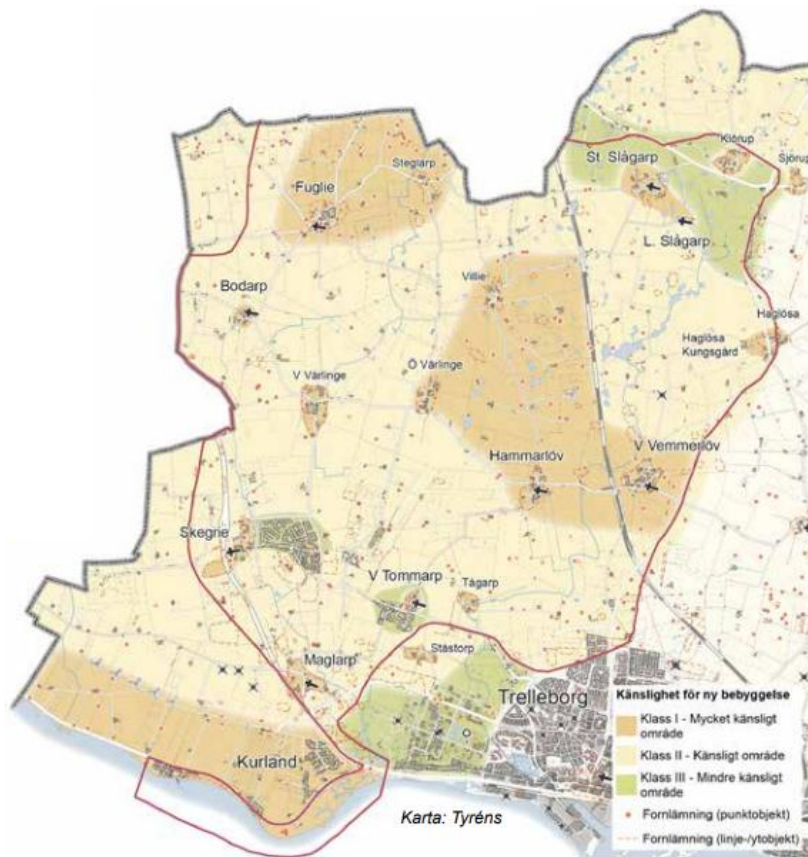 Klörup
St. Slågarp
Sjörup
Steglarp
Fuglie
L. Slågarp
Villie
Bodarp
Haglösa
Haglösa
Kungsgård
Ö Värlinge
V Värlinge
Hammarlöv
V Vemmerlöv
Skegrie
V Tommarp
Tågarp
Stästorp
Maglarp
Trelleborg
Kurland
Känslighet för ny bebyggelse
Klass I - Mycket känsligt
område
Klass II - Känsligt område
Klass III - Mindre känsligt
område
Fornlämning (punktobjekt)
Fornlämning (linje-/ytobjekt)
Karta: Tyréns